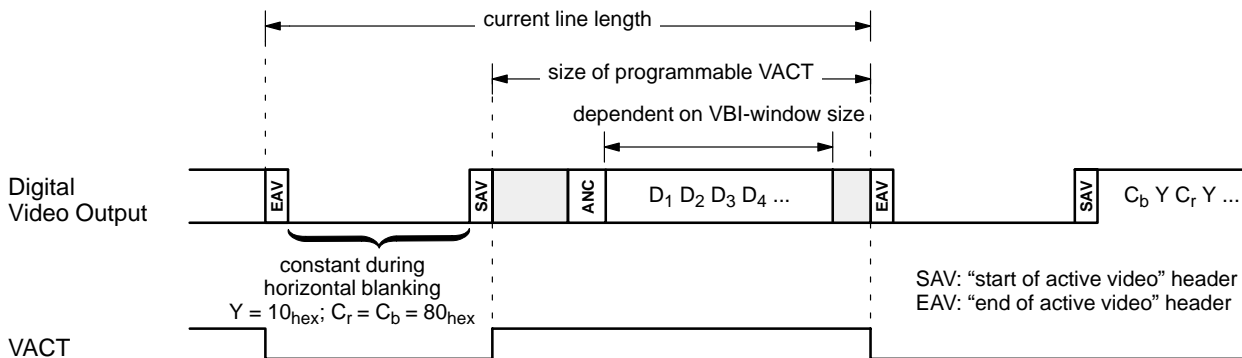 current line length
size of programmable VACT
dependent on VBI-window size
Digital
Video Output
EAV
SAV
ANC
D1 D2 D3 D4 ...
EAV
SAV
Cb Y Cr Y ...
constant during
horizontal blanking
Y = 10hex; Cr = Cb = 80hex
SAV: “start of active video” header
EAV: “end of active video” header
VACT